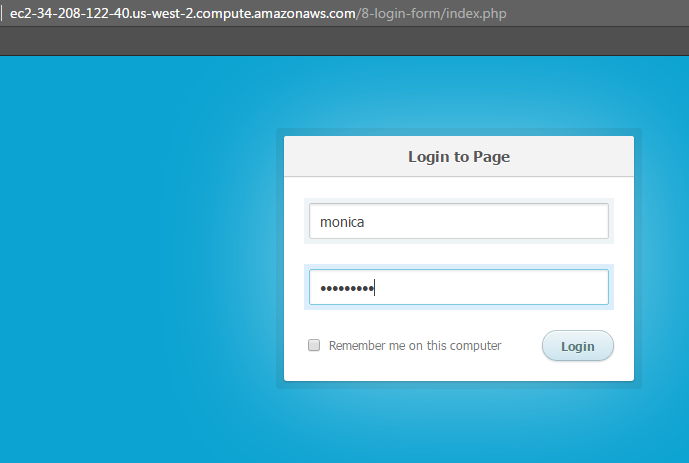 ec2-34-208-122-40.us-west-2.compute.amazonaws.com/8-login-form/index.php
Login to Page
monica
•••••••••
Remember me on this computer
Login